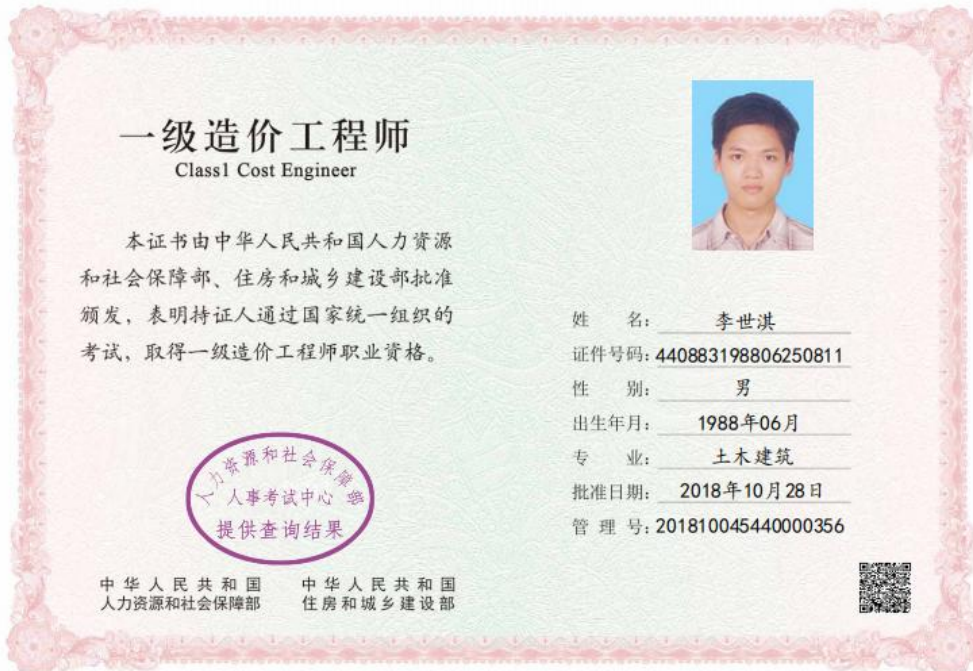 一级造价工程师
Class1 Cost Engineer
本证书由中华人民共和国人力资源
和社会保障部、住房和城乡建设部批准
颁发，表明持证人通过国家统一组织的
考试，取得一级造价工程师职业资格。
人力资源和社会保障部
人事考试中心
提供查询结果
中华人民共和国
人力资源和社会保障部
中华人民共和国
住房和城乡建设部
姓 名：李世淇
证件号码：440883198806250811
性 别：男
出生年月：1988年06月
专 业：土木建筑
批准日期：2018年10月28日
管 理 号：201810045440000356